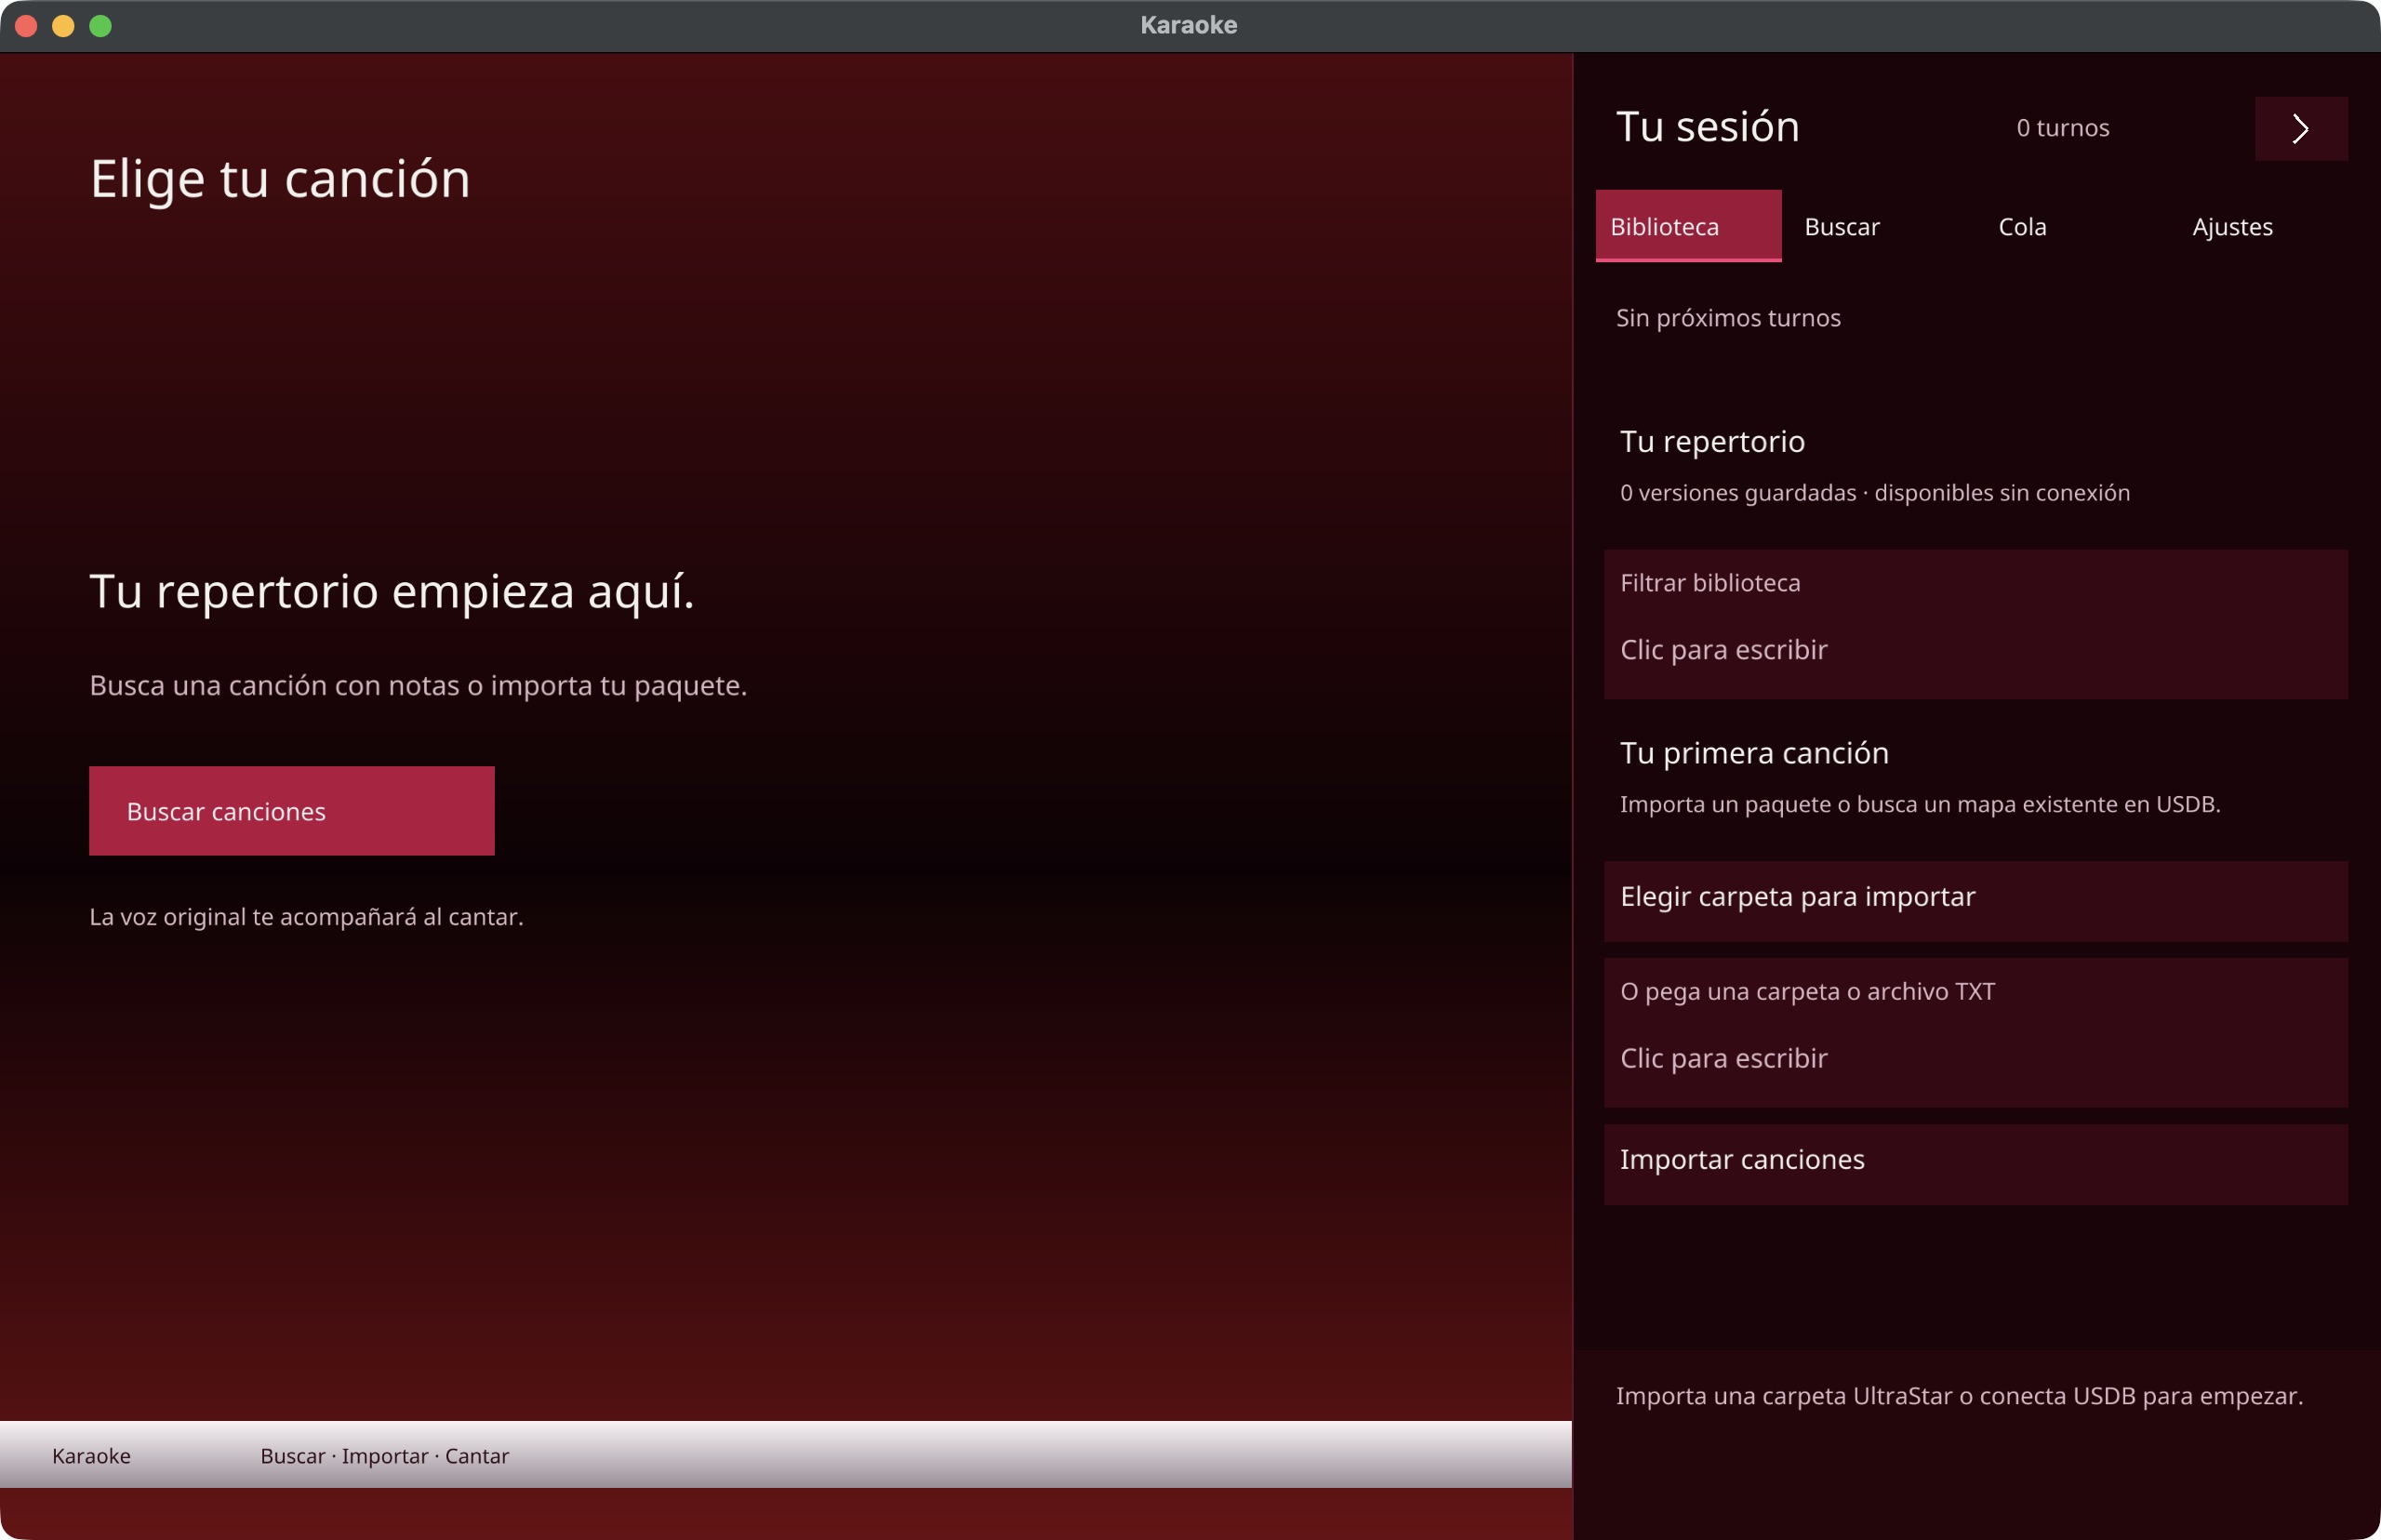 Karaoke
Elige tu canción
Tu repertorio empieza aquí.
Busca una canción con notas o importa tu paquete.
Buscar canciones
La voz original te acompañará al cantar.
Karaoke
Buscar · Importar · Cantar
Tu sesión
0 turnos
Biblioteca
Buscar
Cola
Ajustes
Sin próximos turnos
Tu repertorio
0 versiones guardadas · disponibles sin conexión
Filtrar biblioteca
Clic para escribir
Tu primera canción
Importa un paquete o busca un mapa existente en USDB.
Elegir carpeta para importar
O pega una carpeta o archivo TXT
Clic para escribir
Importar canciones
Importa una carpeta UltraStar o conecta USDB para empezar.